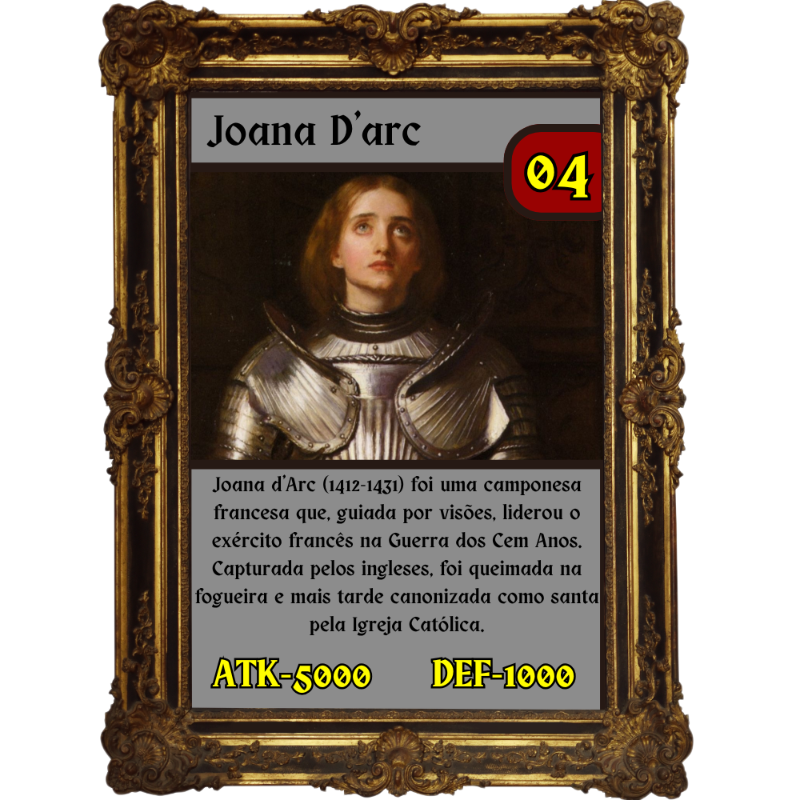 Joana D'arc
04
Joana d'Arc (1412-1431) foi uma camponesa
francesa que, guiada por visões, liderou o
exército francês na Guerra dos Cem Anos.
Capturada pelos ingleses, foi queimada na
fogueira e mais tarde canonizada como santa
pela Igreja Católica.
ATK-5000 DEF-1000